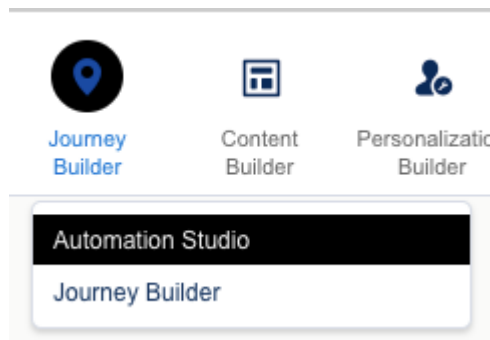 Journey
Builder
Content
Builder
Personalizatio
Builder
Automation Studio
Journey Builder